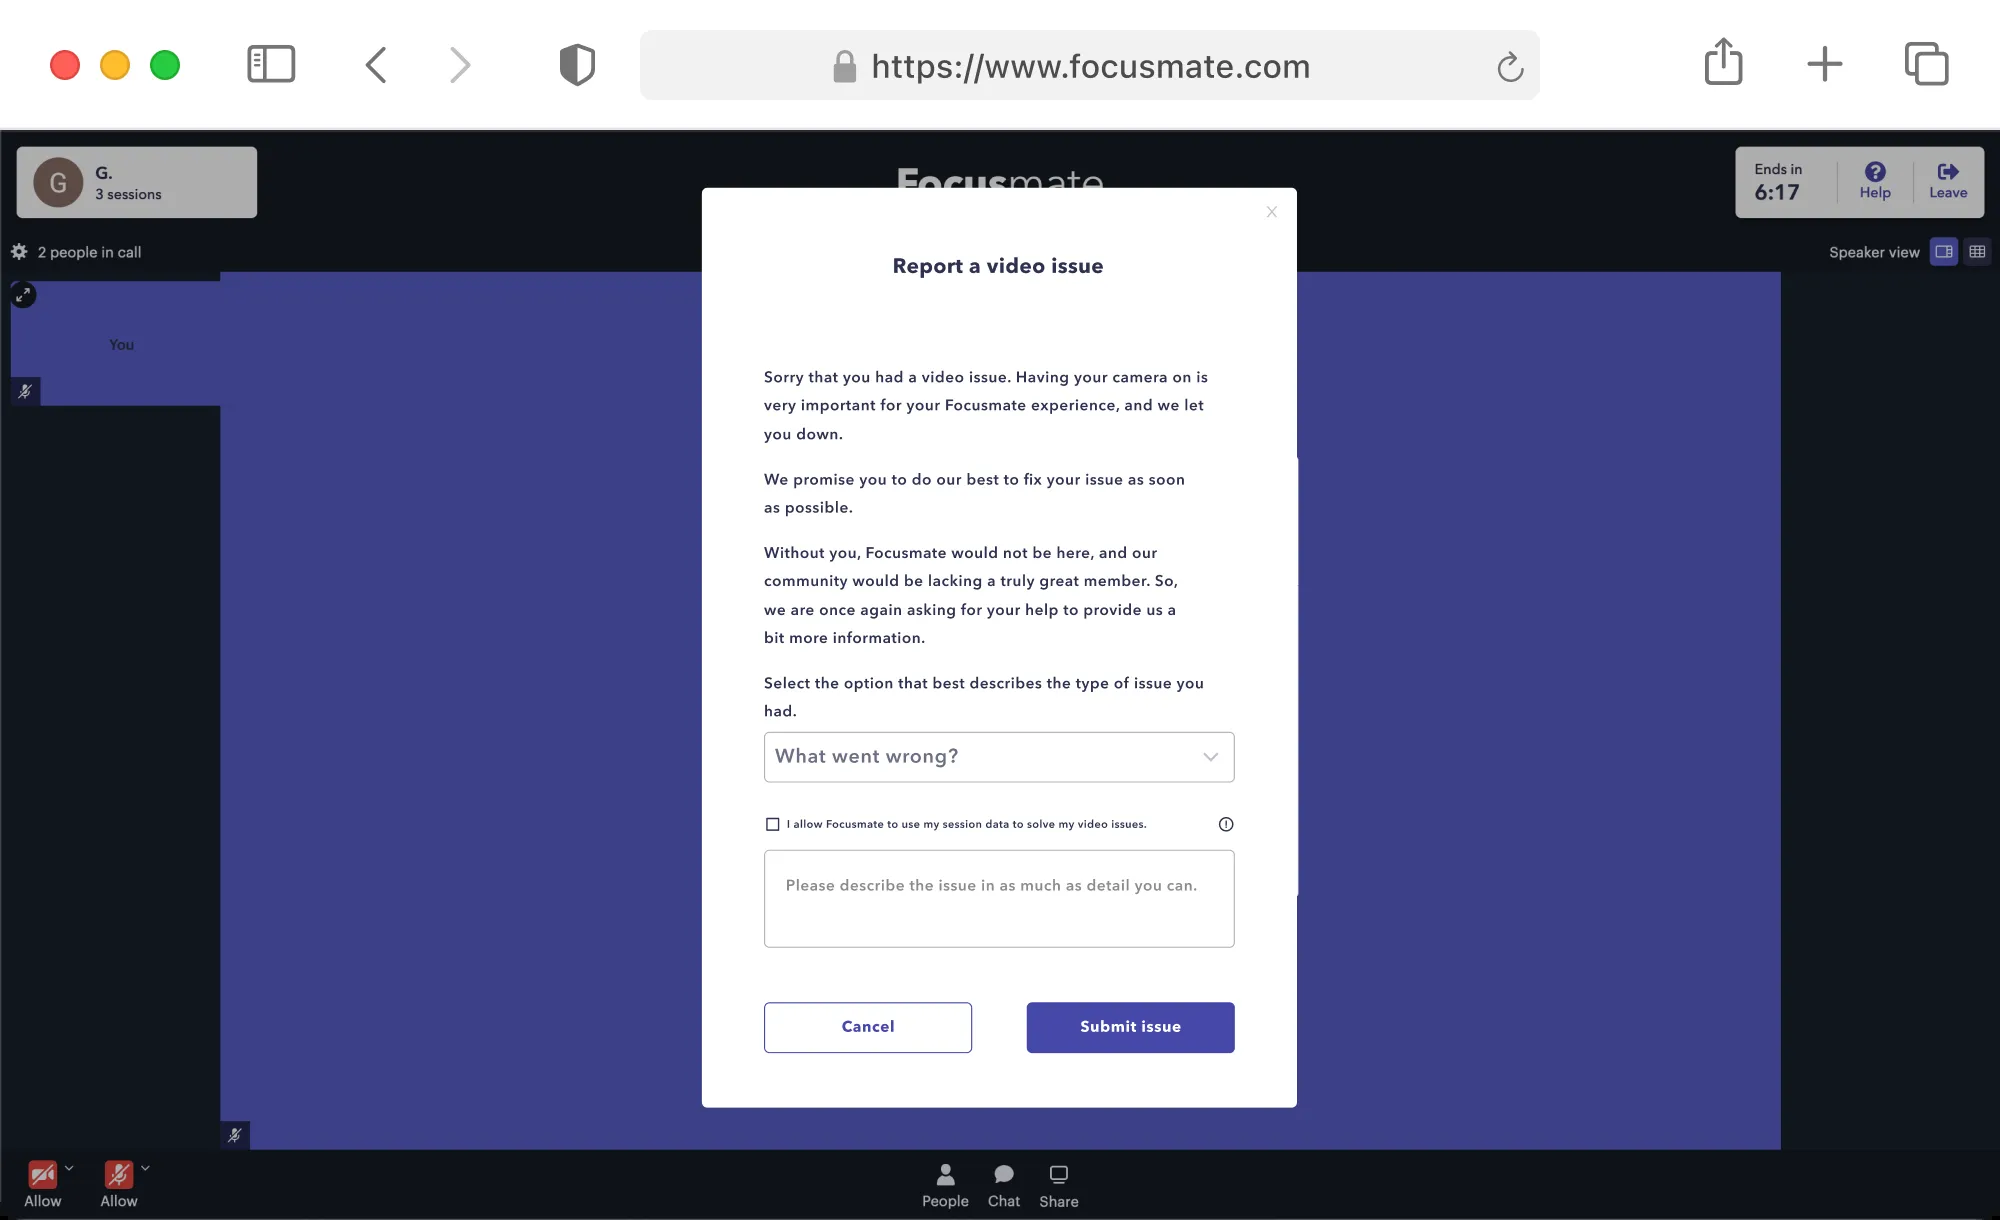 https://www.focusmate.com
G
G.
3 sessions
Focusmate
Ends in
6:17
Help
Leave
2 people in call
Speaker view
You
X
Report a video issue
Sorry that you had a video issue. Having your camera on is
very important for your Focusmate experience, and we let
you down.
We promise you to do our best to fix your issue as soon
as possible.
Without you, Focusmate would not be here, and our
community would be lacking a truly great member. So,
we are once again asking for your help to provide us a
bit more information.
Select the option that best describes the type of issue you
had.
What went wrong?
I allow Focusmate to use my session data to solve my video issues.
Please describe the issue in as much as detail you can.
Cancel
Submit issue
Allow
Allow
People
Chat
Share